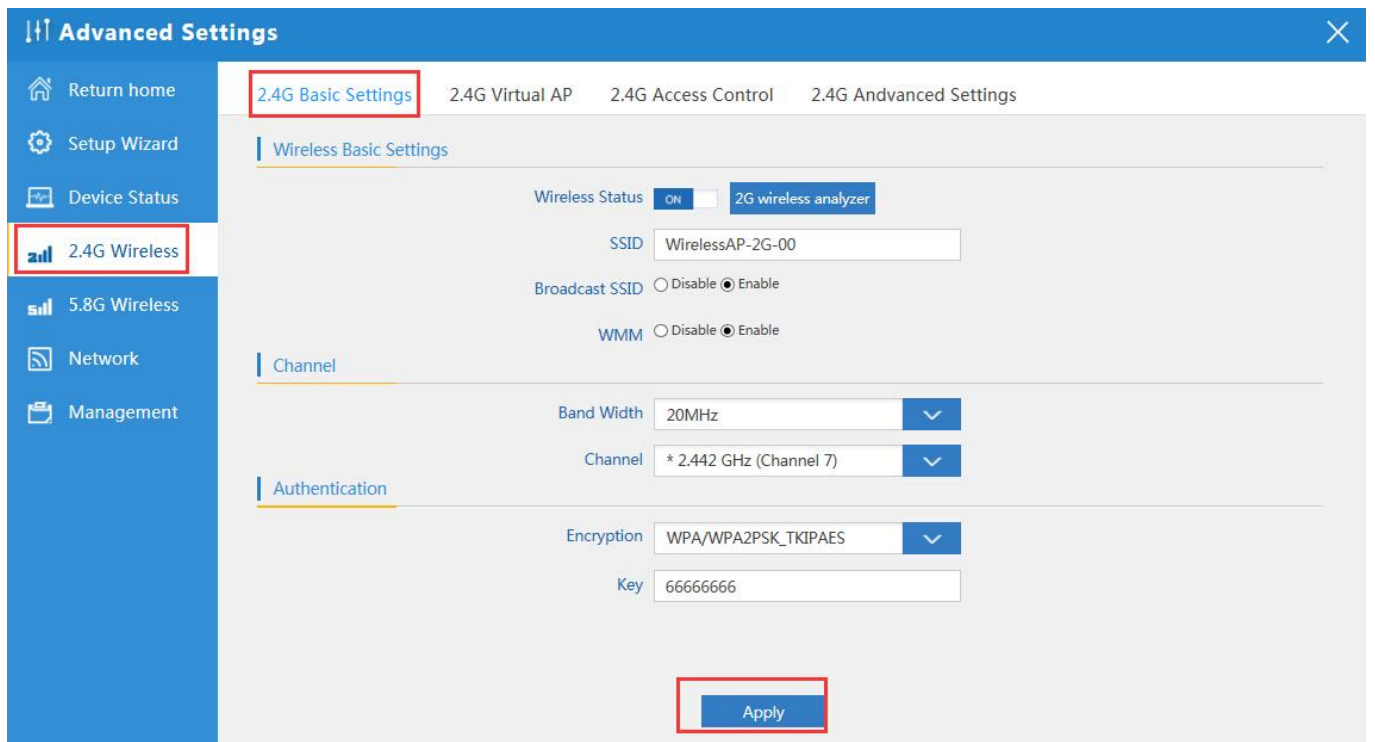 Advanced Settings
Return home
Setup Wizard
Device Status
2.4G Wireless
5.8G Wireless
Network
Management
2.4G Basic Settings 2.4G Virtual AP 2.4G Access Control 2.4G Andvanced Settings
Wireless Basic Settings
Wireless Status ON 2G wireless analyzer
SSID WirelessAP-2G-00
Broadcast SSID Disable Enable
WMM Disable Enable
Channel
Band Width 20MHz
Channel * 2.442 GHz (Channel 7)
Authentication
Encryption WPA/WPA2PSK_TKIPAES
Key 66666666
Apply